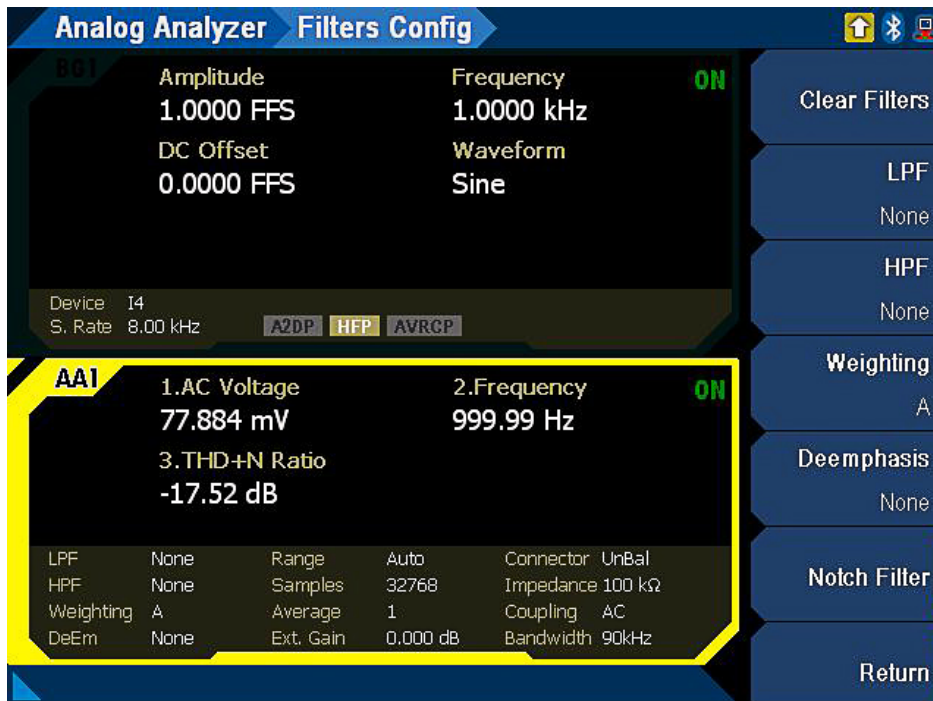 Analog Analyzer Filters Config
BG1
Amplitude Frequency ON
1.0000 FFS 1.0000 kHz
DC Offset Waveform
0.0000 FFS Sine
Device I4
S. Rate 8.00 kHz A2DP HFP AVRCP
AA1
1.AC Voltage 2.Frequency ON
77.884 mV 999.99 Hz
3.THD+N Ratio
-17.52 dB
LPF None Range Auto Connector UnBal
HPF None Samples 32768 Impedance 100 kΩ
Weighting A Average 1 Coupling AC
DeEm None Ext. Gain 0.000 dB Bandwidth 90kHz
Clear Filters
LPF
None
HPF
None
Weighting
A
Deemphasis
None
Notch Filter
Return